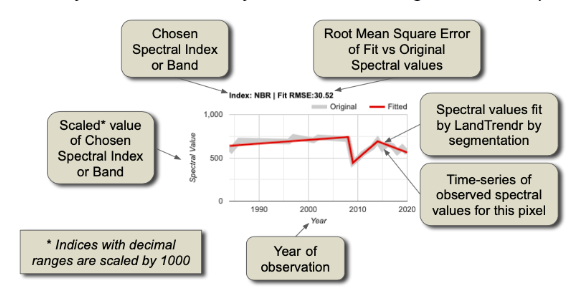 Chosen
Spectral Index
or Band
Root Mean Square Error
of Fit vs Original
Spectral values
Index: NBR | Fit RMSE:30.52
Original
Fitted
Scaled* value
of Chosen
Spectral Index
or Band
Spectral Value
1,000
500
0
1990
2000
2010
2020
Year
Spectral values fit
by LandTrendr by
segmentation
Time-series of
observed spectral
values for this pixel
* Indices with decimal
ranges are scaled by 1000
Year of
observation